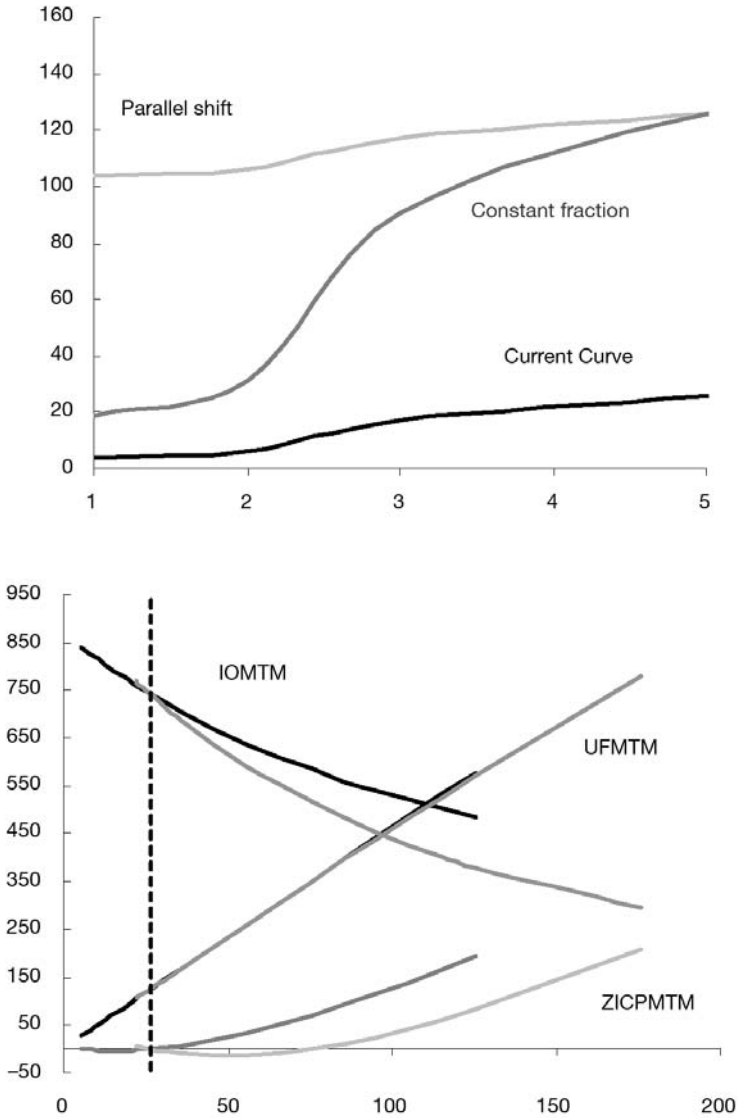 160
140
Parallel shift
120
100
Constant fraction
80
60
40
Current Curve
20
0
1 2 3 4 5
950
850
IOMTM
750
650
UFMTM
550
450
350
250
150
ZICPMTM
50
–50
0 50 100 150 200